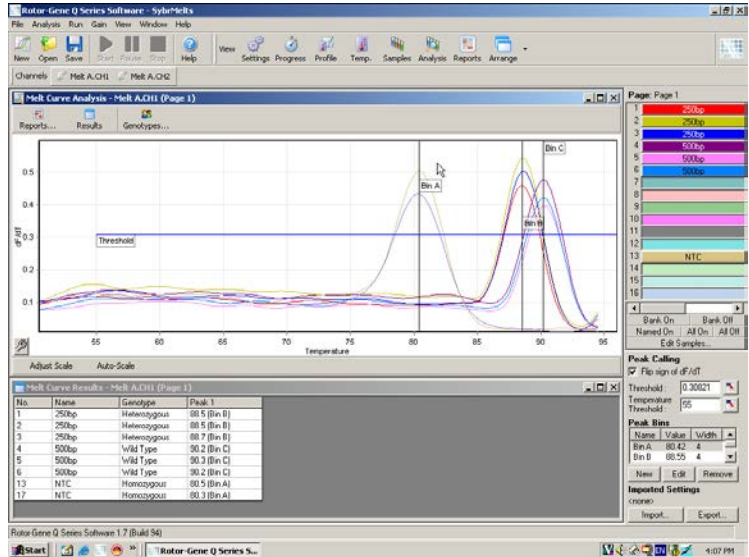 Rotor-Gene Q Series Software - SybrMelts
File Analysis Run Gain View Window Help
New Open Save Start Pause Stop Help View Settings Progress Profile Temp. Samples Analysis Reports Arrange
Channels Melt A.CH1 Melt A.CH2
Melt Curve Analysis - Melt A.CH1 (Page 1)
Reports... Results Genotypes...
Bin C
0.5
Bin A
0.4
Bin B
dF/dT
0.3
Threshold
0.2
0.1
55 65 60 70 75 80 85 90 95
Temperature
Adjust Scale Auto-Scale
Melt Curve Results - Melt A.CH1 (Page 1)
No. Name Genotype Peak 1
1 250bp Heterozygous 88.5 (Bin B)
2 250bp Heterozygous 88.5 (Bin B)
3 250bp Heterozygous 88.7 (Bin B)
4 500bp Wild Type 90.2 (Bin C)
5 500bp Wild Type 90.3 (Bin C)
6 500bp Wild Type 90.2 (Bin C)
13 NTC Homozygous 80.5 (Bin A)
17 NTC Homozygous 80.3 (Bin A)
Page: Page 1
1 250bp
2 250bp
3 250bp
4 500bp
5 500bp
6 500bp
7
8
9
10
11
12
13 NTC
14
15
16
Bank On Bank Off
Named On All On All Off
Edit Samples...
Peak Calling
Flip sign of dF/dT
Threshold: 0.30821
Temperature Threshold: 55
Peak Bins
Name Value Width
Bin A 80.42 4
Bin B 88.55 4
New Edit Remove
Imported Settings
<none>
Import... Export...
Rotor-Gene Q Series Software 1.7 (Build 94)
Start Rotor-Gene Q Series S... EN 4:07 PM